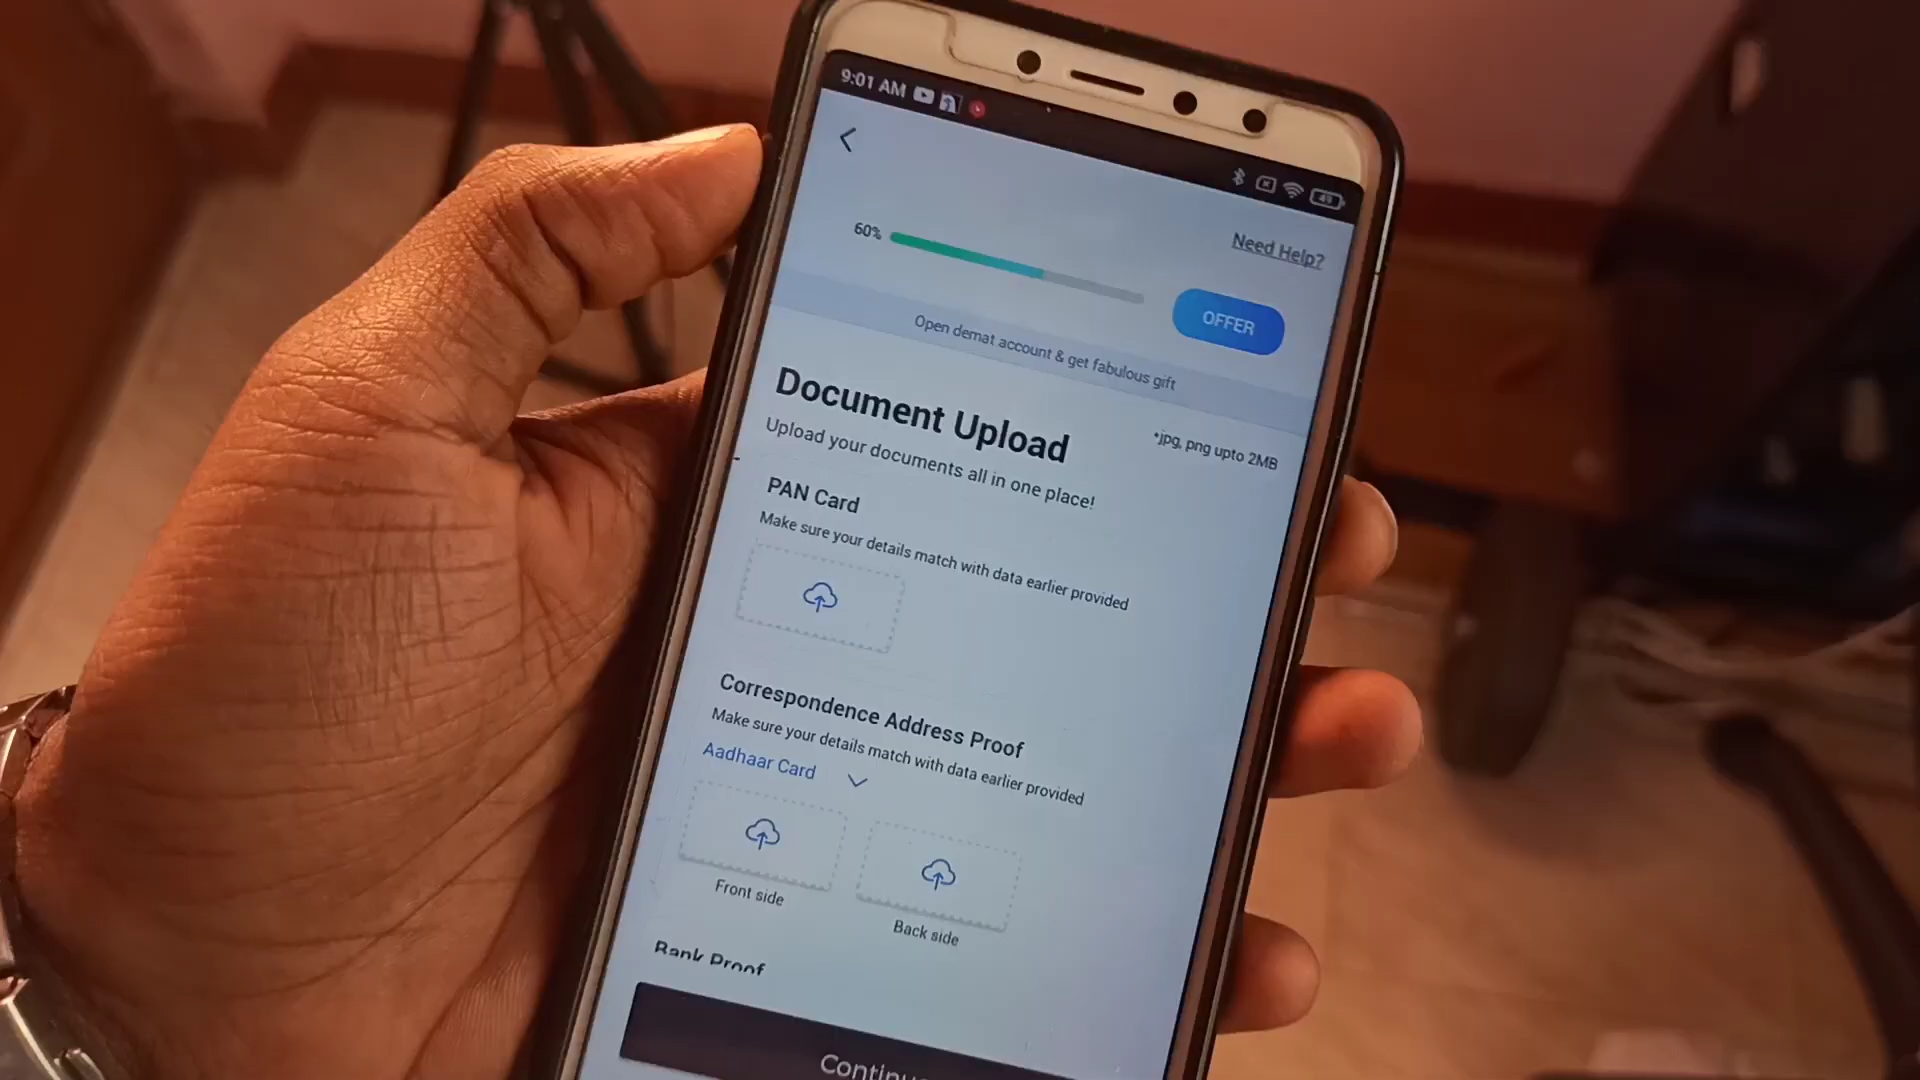 9:01 AM
49
Need Help?
60%
OFFER
Open demat account & get fabulous gift
Document Upload
*jpg, png upto 2MB
Upload your documents all in one place!
PAN Card
Make sure your details match with data earlier provided
Correspondence Address Proof
Make sure your details match with data earlier provided
Aadhaar Card
Front side
Back side
Bank Proof
Continue